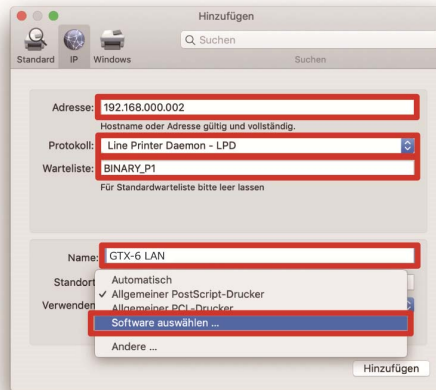 Hinzufügen
Suchen
Standard IP Windows Suchen
Adresse: 192.168.000.002
Hostname oder Adresse gültig und vollständig.
Protokoll: Line Printer Daemon - LPD
Warteliste: BINARY_P1
Für Standardwarteliste bitte leer lassen
Name: GTX-6 LAN
Standort
Automatisch
✓ Allgemeiner PostScript-Drucker
Verwenden
Allgemeiner PCL-Drucker
Software auswählen ...
Andere ...
Hinzufügen